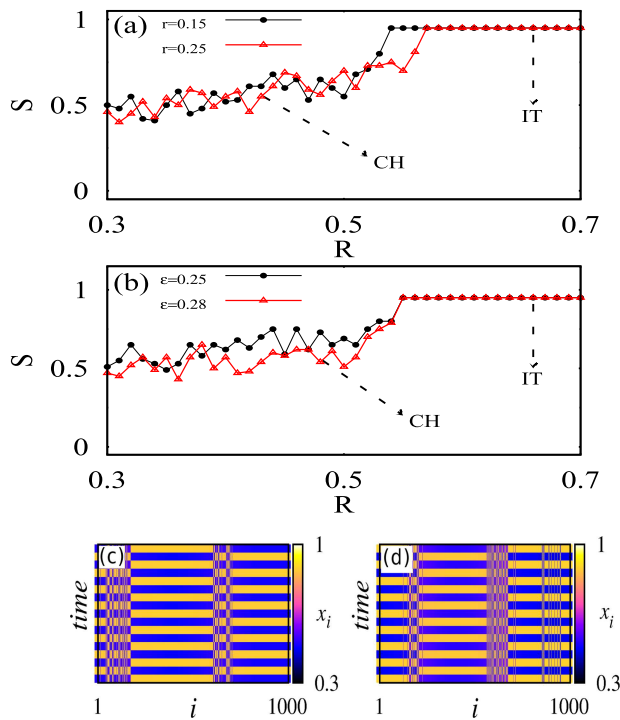 (a)
r=0.15
r=0.25
S
1
0.5
0
CH
IT
0.3
0.5
0.7
R
(b)
ε=0.25
ε=0.28
S
1
0.5
0
CH
IT
0.3
0.5
0.7
R
(c)
time
1
i
1000
1
x_i
0.3
(d)
time
1
i
1000
1
x_i
0.3